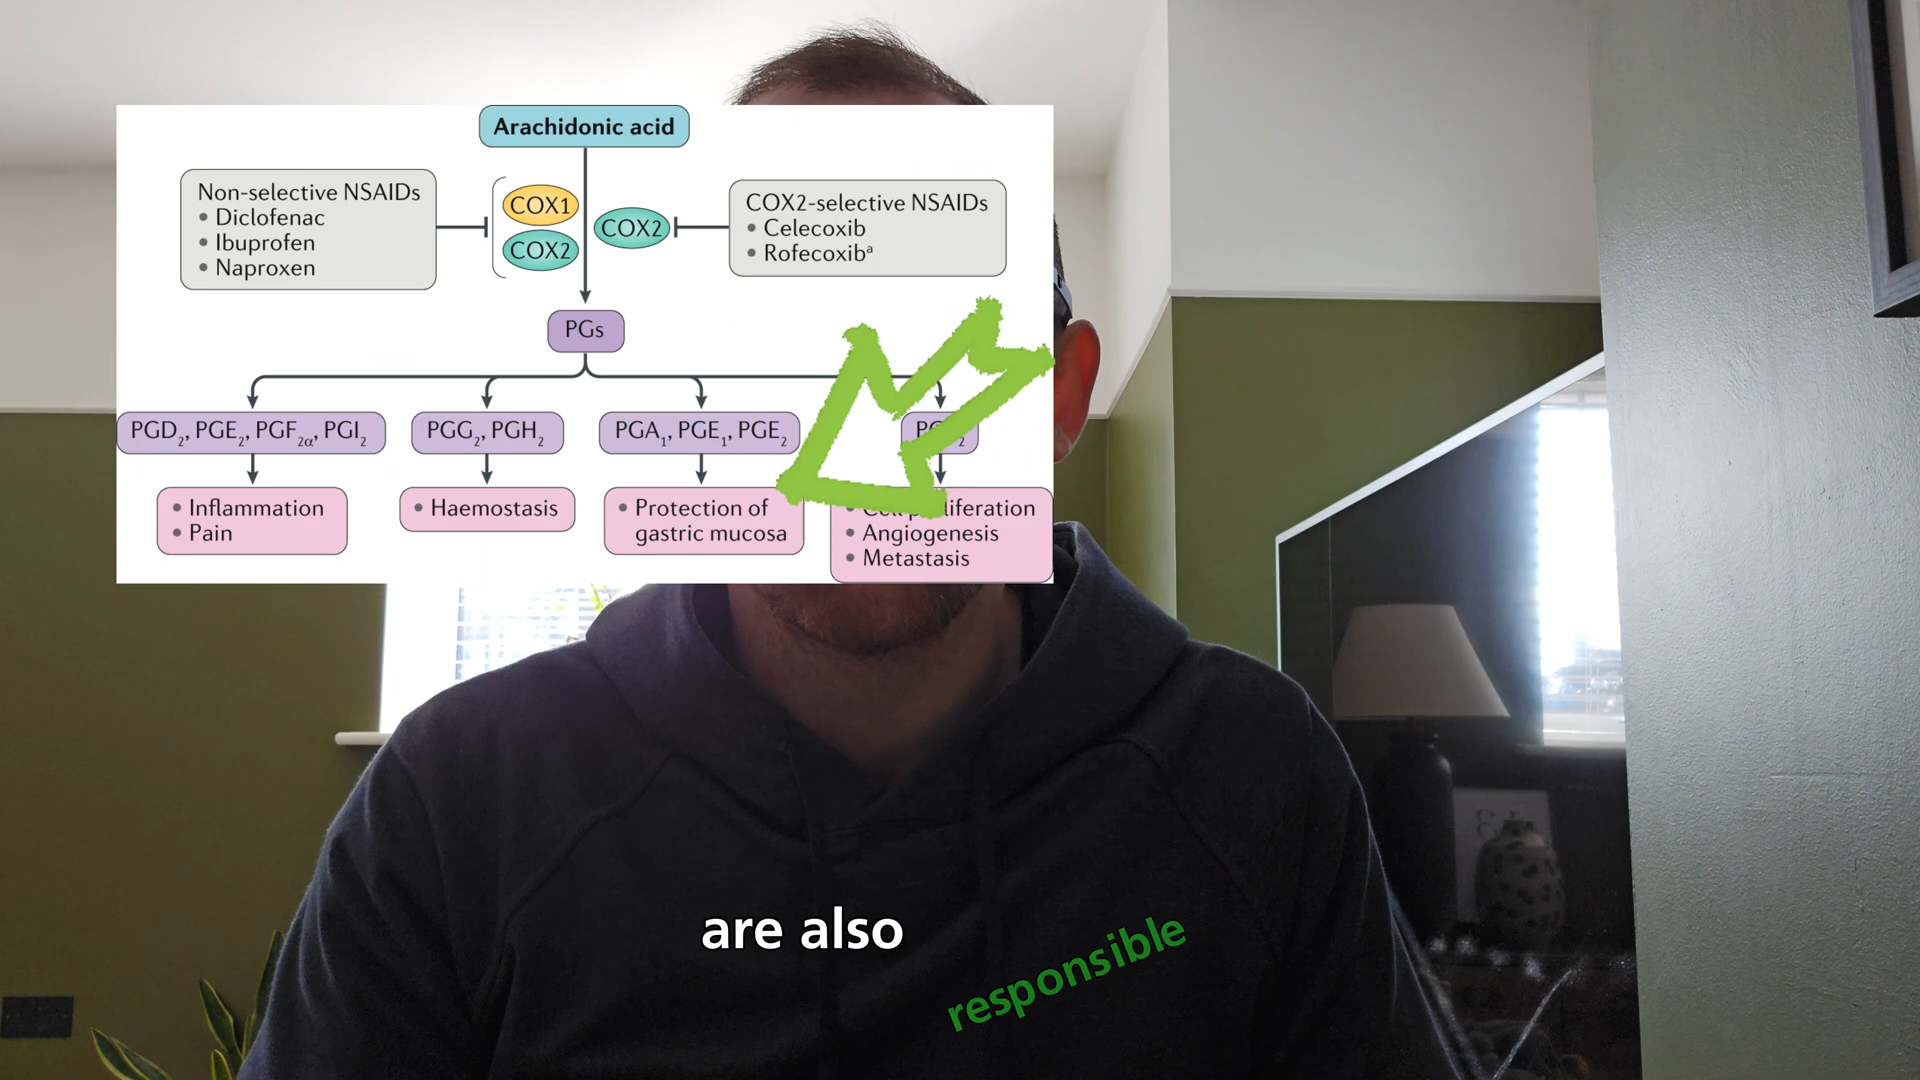 Arachidonic acid
Non-selective NSAIDs
• Diclofenac
• Ibuprofen
• Naproxen
COX1
COX2
COX2
COX2-selective NSAIDs
• Celecoxib
• Rofecoxibᵃ
PGs
PGD₂, PGE₂, PGF₂α, PGI₂
PGG₂, PGH₂
PGA₁, PGE₁, PGE₂
• Inflammation
• Pain
• Haemostasis
• Protection of
gastric mucosa
• Angiogenesis
• Metastasis
are also
responsible